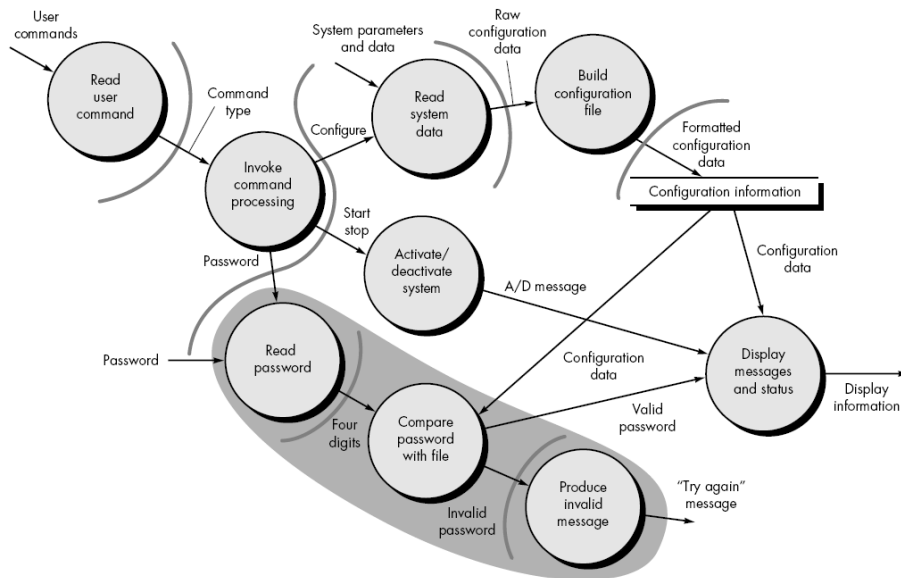 User
commands
Read
user
command
Command
type
Invoke
command
processing
System parameters
and data
Configure
Read
system
data
Raw
configuration
data
Build
configuration
file
Formatted
configuration
data
Configuration information
Start
stop
Activate/
deactivate
system
A/D message
Configuration
data
Password
Password
Read
password
Four
digits
Compare
password
with file
Configuration
data
Valid
password
Display
messages
and status
Display
information
Invalid
password
Produce
invalid
message
“Try again”
message